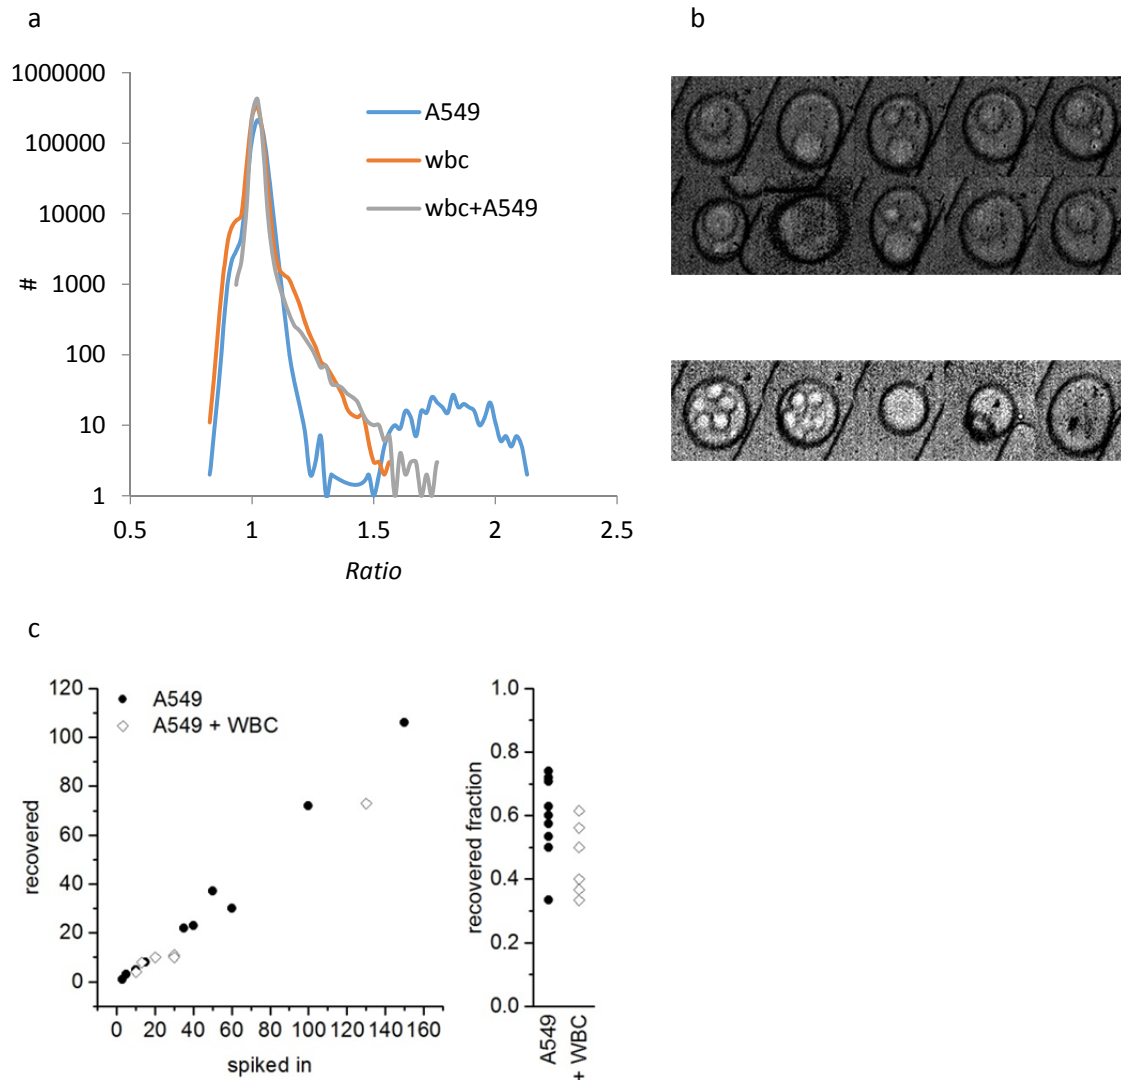 a
b
1000000
100000
10000
1000
100
10
1
#
0.5 1 1.5 2 2.5
Ratio
A549
wbc
wbc+A549
c
120
100
80
60
40
20
0
recovered
0 20 40 60 80 100 120 140 160
spiked in
A549
A549 + WBC
1.0
0.8
0.6
0.4
0.2
0.0
recovered fraction
A549
+ WBC